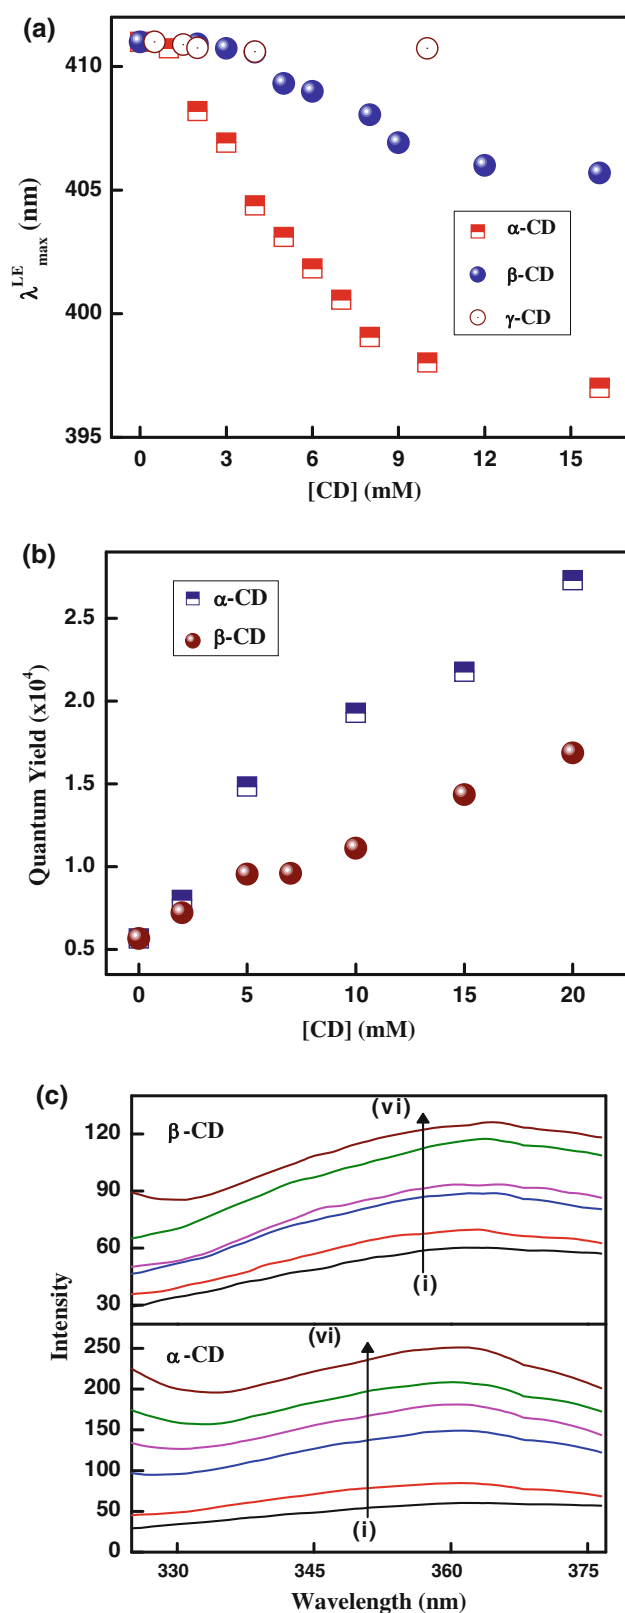 (a)
410
405
400
395
λ^LE_max (nm)
α-CD
β-CD
γ-CD
0 3 6 9 12 15
[CD] (mM)
(b)
2.5
2.0
1.5
1.0
0.5
Quantum Yield (x10^4)
α-CD
β-CD
0 5 10 15 20
[CD] (mM)
(c)
β-CD
(vi)
120
90
60
30
(i)
Intensity
α-CD
(vi)
250
200
150
100
50
0
(i)
330 345 360 375
Wavelength (nm)